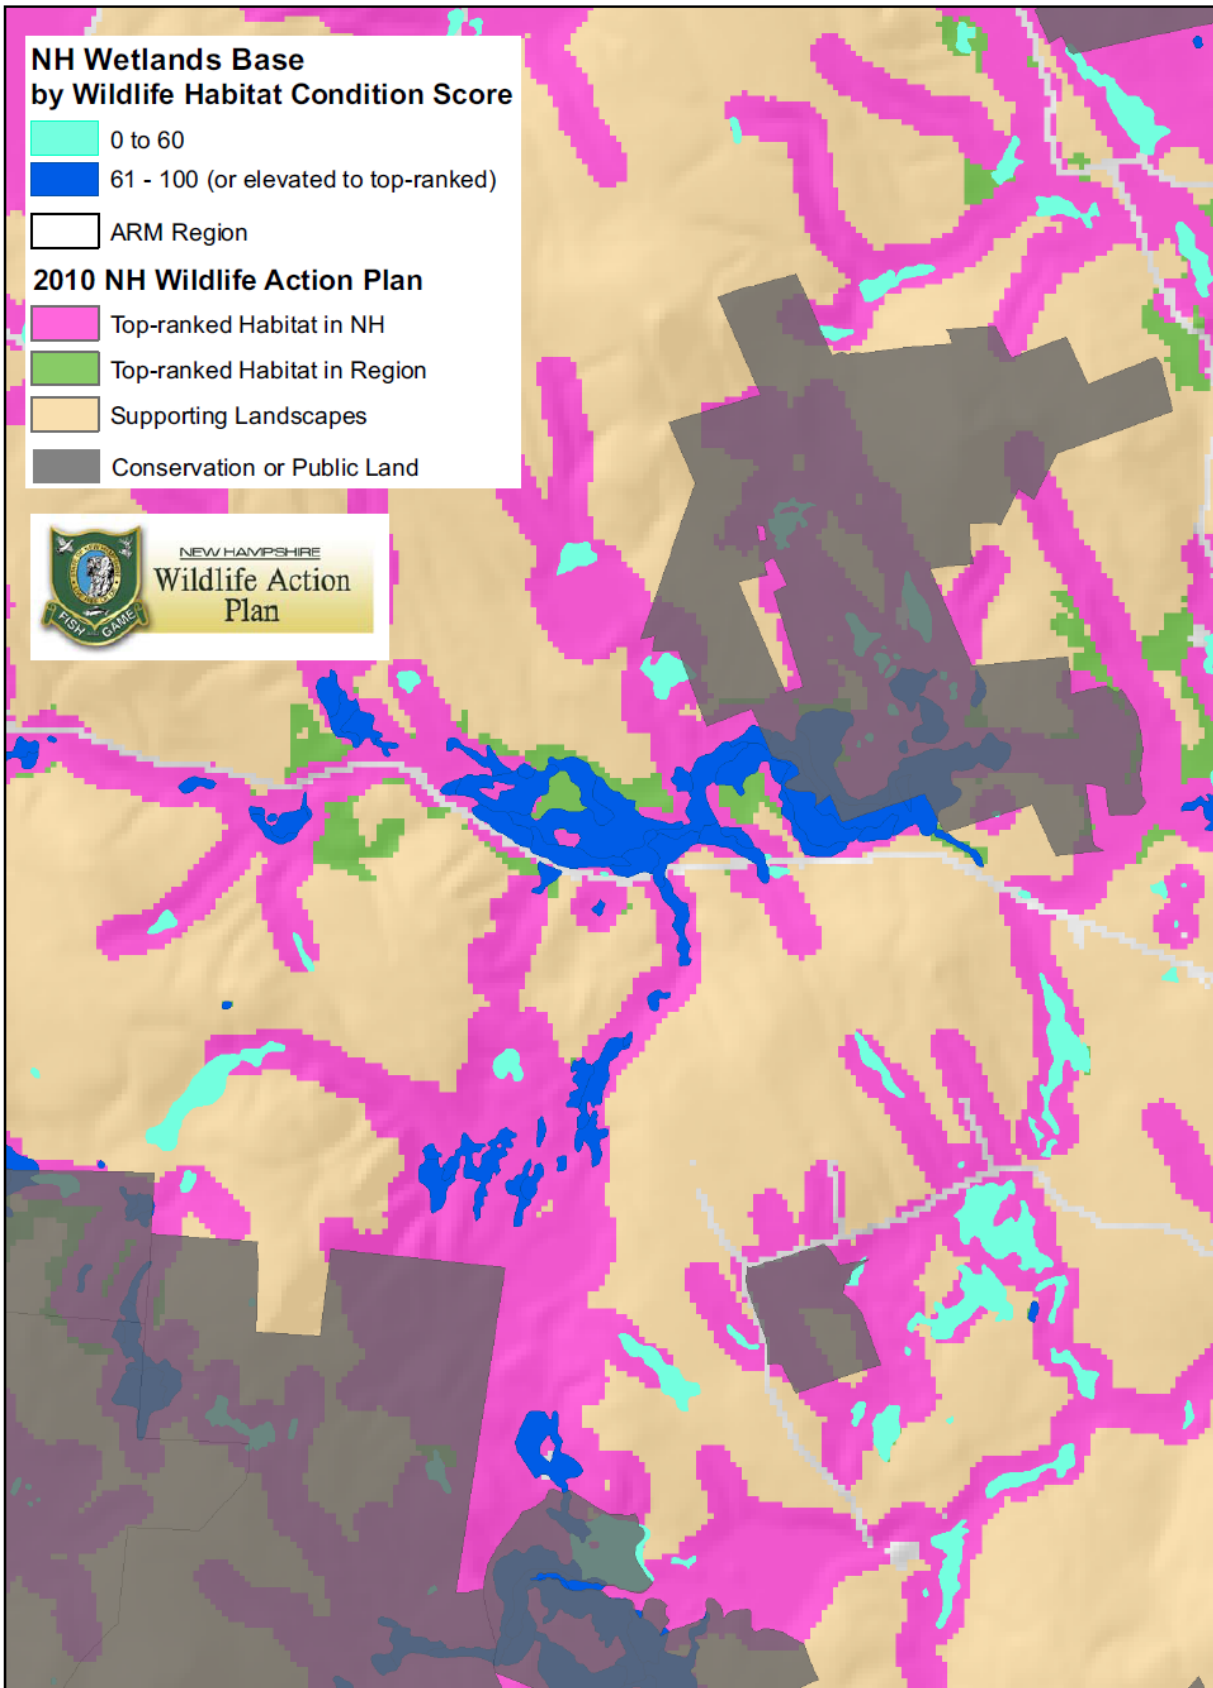 NH Wetlands Base
by Wildlife Habitat Condition Score
0 to 60
61 - 100 (or elevated to top-ranked)
ARM Region
2010 NH Wildlife Action Plan
Top-ranked Habitat in NH
Top-ranked Habitat in Region
Supporting Landscapes
Conservation or Public Land
NEW HAMPSHIRE
Wildlife Action
Plan
FISH and GAME